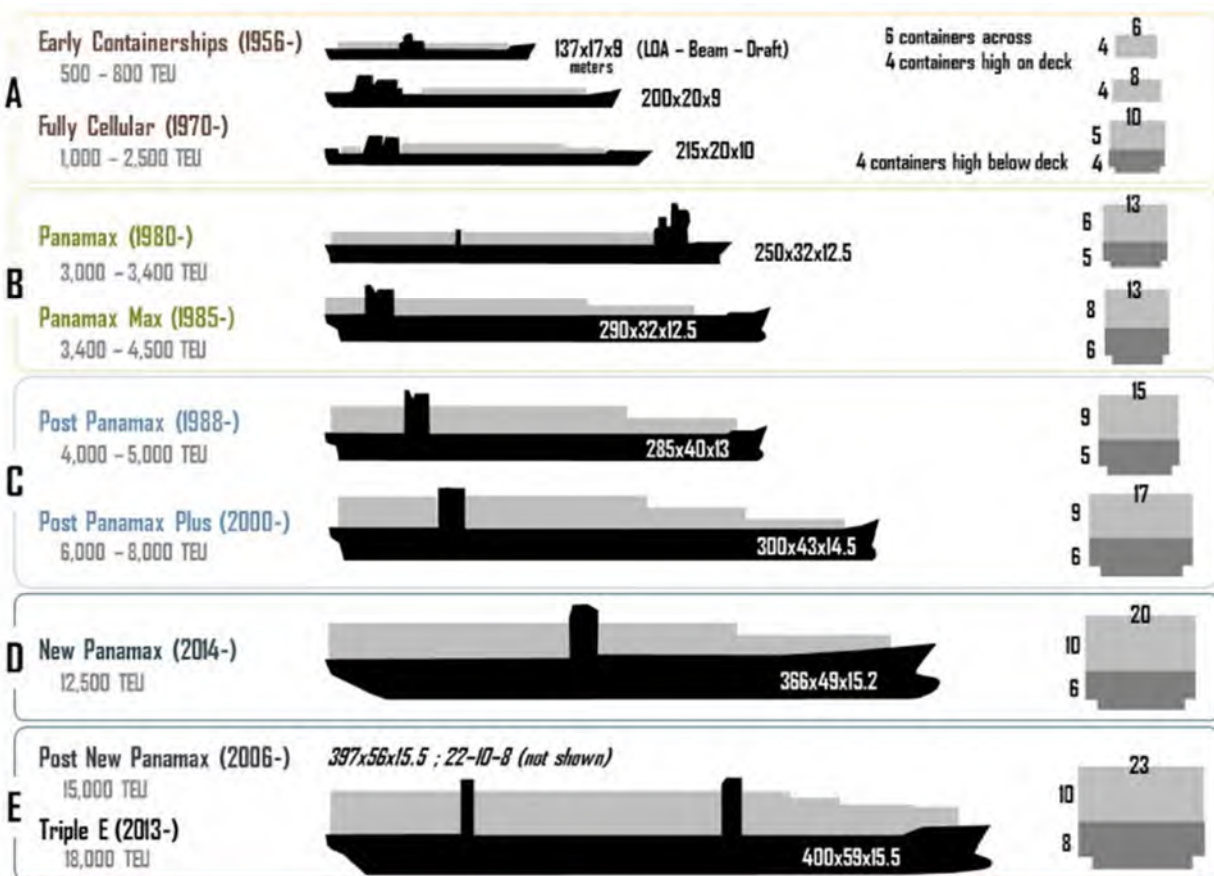 A
Early Containerships (1956-)
500 – 800 TEU
137x17x9 (LOA – Beam – Draft)
meters
200x20x9
6 containers across
4 containers high on deck
6
4
8
4
Fully Cellular (1970-)
1,000 – 2,500 TEU
215x20x10
4 containers high below deck
10
5
4
B
Panamax (1980-)
3,000 – 3,400 TEU
250x32x12.5
13
6
5
Panamax Max (1985-)
3,400 – 4,500 TEU
290x32x12.5
13
8
6
C
Post Panamax (1988-)
4,000 – 5,000 TEU
285x40x13
15
9
5
Post Panamax Plus (2000-)
6,000 – 8,000 TEU
300x43x14.5
17
9
6
D
New Panamax (2014-)
12,500 TEU
366x49x15.2
20
10
6
E
Post New Panamax (2006-)
15,000 TEU
397x56x15.5 ; 22–10–8 (not shown)
Triple E (2013-)
18,000 TEU
400x59x15.5
23
10
8